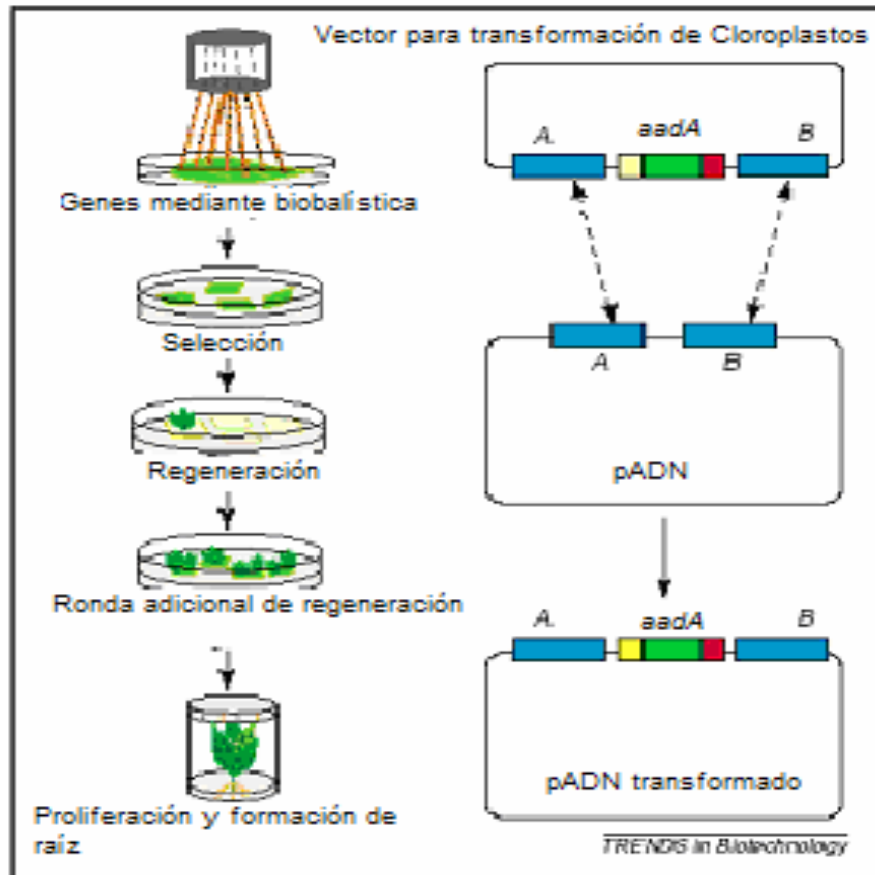 Vector para transformación de Cloroplastos
Genes mediante biobalística
Selección
Regeneración
Ronda adicional de regeneración
Proliferación y formación de
raíz
A. aadA B
A B
pADN
A. aadA B
pADN transformado
TRENDS in Biotechnology